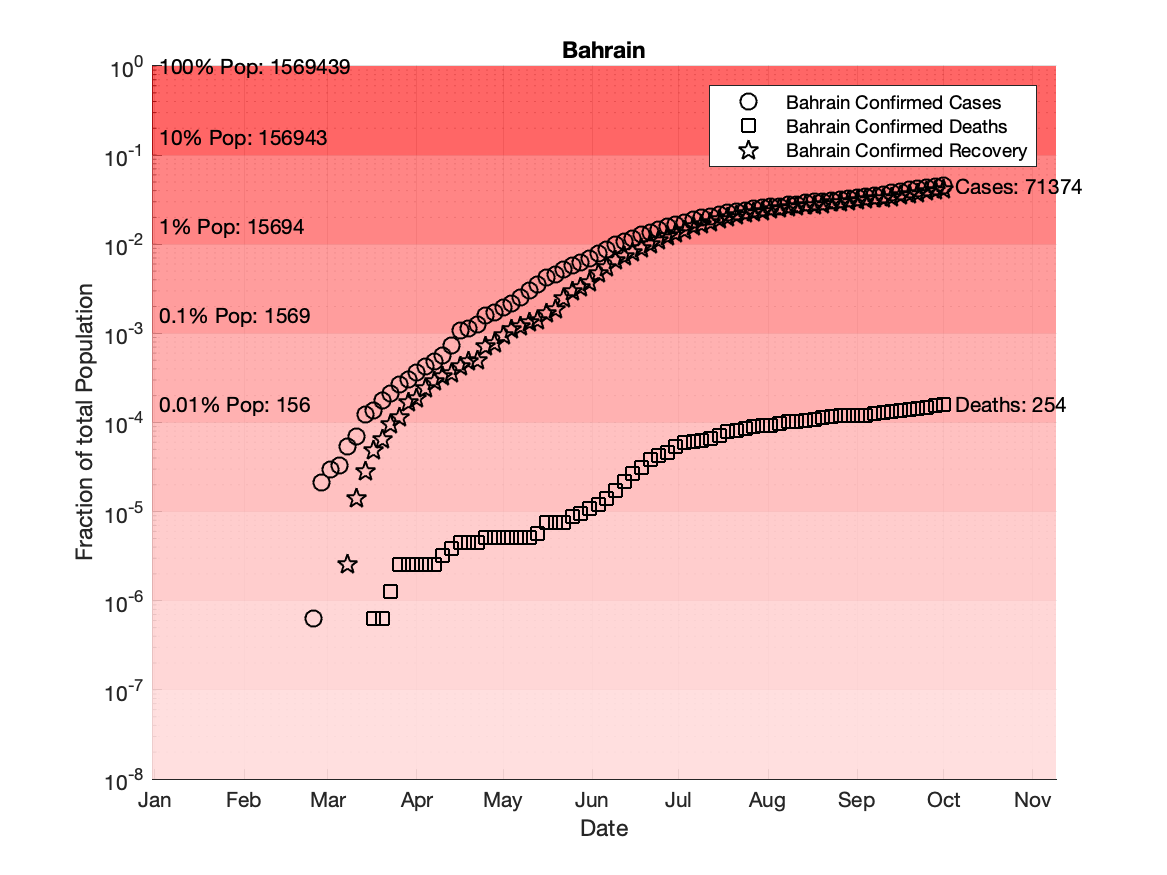 Bahrain
10^0
100% Pop: 1569439
Bahrain Confirmed Cases
Bahrain Confirmed Deaths
Bahrain Confirmed Recovery
10% Pop: 156943
10^-1
Cases: 71374
1% Pop: 15694
10^-2
0.1% Pop: 1569
10^-3
0.01% Pop: 156
Deaths: 254
10^-4
10^-5
10^-6
10^-7
10^-8
Fraction of total Population
Jan Feb Mar Apr May Jun Jul Aug Sep Oct Nov
Date